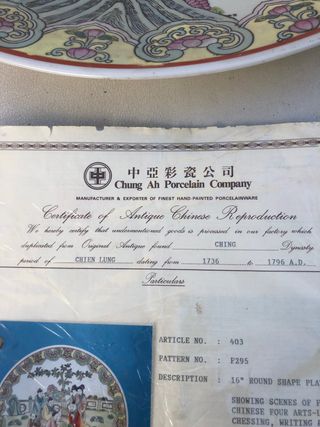 中亞彩瓷公司
Chung Ah Porcelain Company
MANUFACTURER & EXPORTER OF FINEST HAND-PAINTED PORCELAINWARE
Certificate of Antique Chinese Reproduction
We hereby certify that undermentioned goods is processed in our factory which
duplicated from Original Antique found CHING Dynasty
period of CHIEN LUNG dating from 1736 to 1796 A.D.
Particulars
ARTICLE NO. : 403
PATTERN NO. : P295
DESCRIPTION : 16" ROUND SHAPE PLA
SHOWING SCENES OF
CHINESE FOUR ARTS-L
CHESSING, WRITING